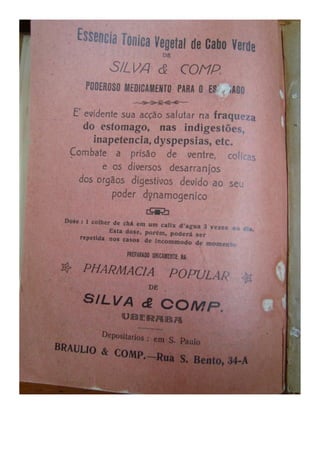 Essencia Tonica Vegetal de Cabo Verde
DE
SILVA & COMP.
PODEROSO MEDICAMENTO PARA O
E' evidente sua acção salutar na fraqueza
do estomago, nas indigestões,
inapetencia, dyspepsias, etc.
Combate a prisão de ventre, colicas
e os diversos desarranjos
dos orgãos digestivos devido ao seu
poder dynamogenico
Dose : 1 colher de chá em um calix d'agua 3 vezes ao dia.
Esta dose, porém, poderá ser
repetida nos casos de incommodo de momento
PREPARADO UNICAMENTE NA
PHARMACIA POPULAR
DE
SILVA & COMP.
UBERABA
Depositarios : em S. Paulo
BRAULIO & COMP.—Rua S. Bento, 34-A